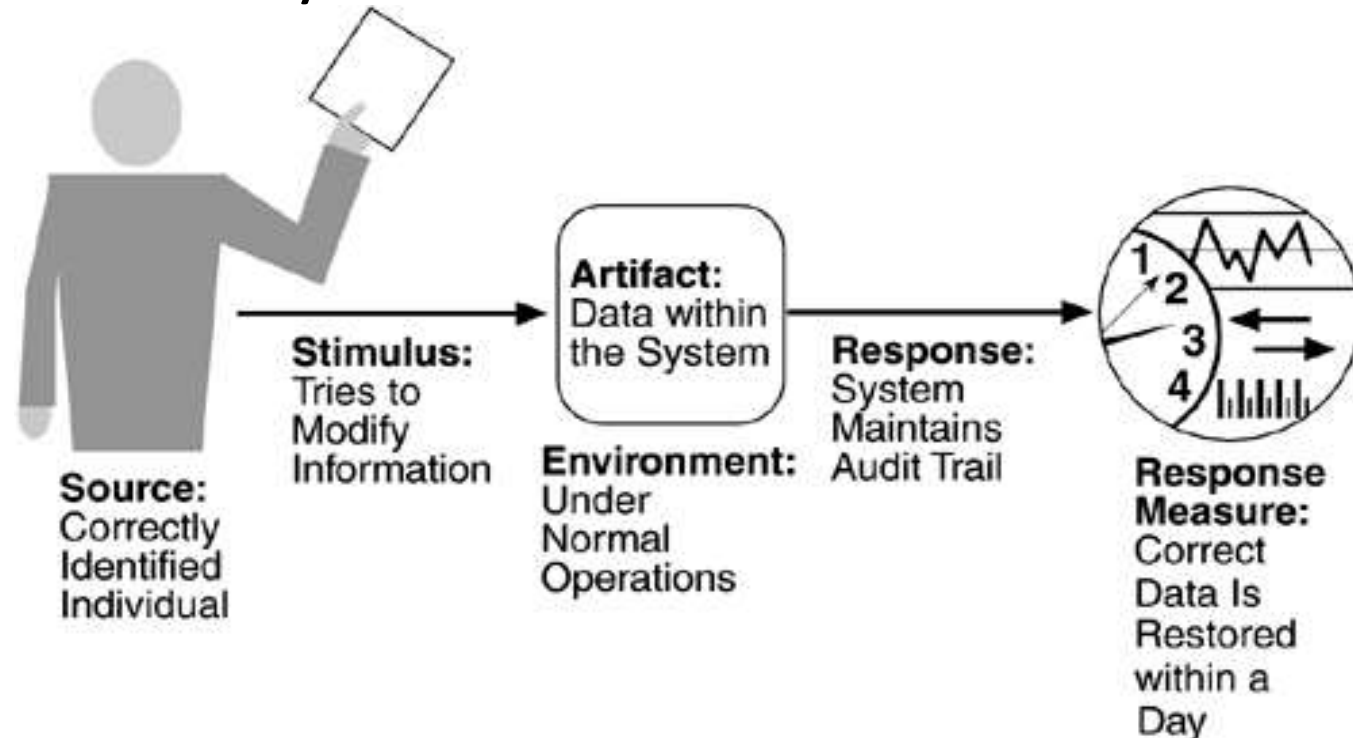 Stimulus:
Tries to
Modify
Information
Source:
Correctly
Identified
Individual
Artifact:
Data within
the System
Environment:
Under
Normal
Operations
Response:
System
Maintains
Audit Trail
1
2
3
4
Response
Measure:
Correct
Data Is
Restored
within a
Day